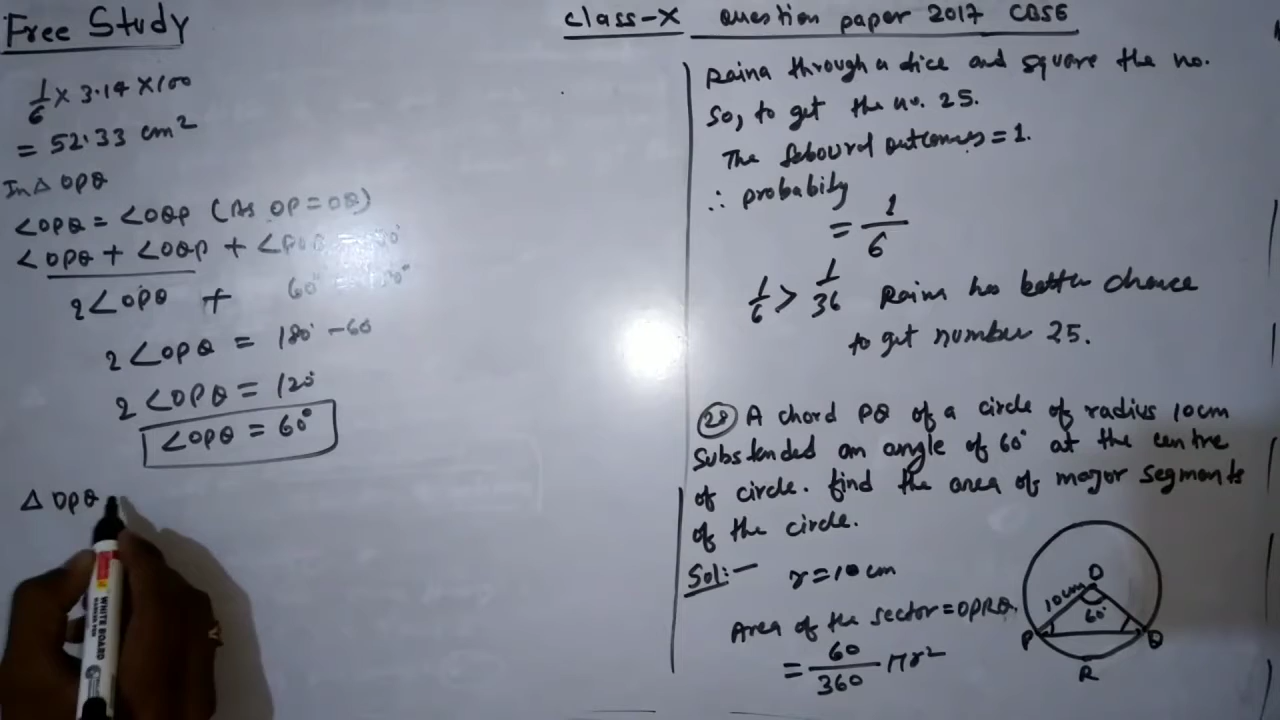 Free Study
class-X question paper 2017 CBSE
1/6 × 3.14 × 100
= 52.33 cm²
In △ OPQ
∠OPQ = ∠OQP (As OP = OQ)
∠OPQ + ∠OQP +
2∠OPQ + 60°
2∠OPQ = 180° - 60
2∠OPQ = 120°
∠OPQ = 60°
△ OPQ
WHITE BOARD
Raina through a dice and square the no.
So, to get the no. 25.
The outcomes = 1.
∴ probability
= 1/6
1/6 > 1/36 Raina has better chance
to get number 25.
28 A chord PQ of a circle of radius 10cm
Substended an angle of 60° at the centre
of circle. find the area of major segments
of the circle.
Sol:- r = 10 cm
Area of the sector = OPRQ.
= 60/360 πr²
O
10cm
60°
P
Q
R